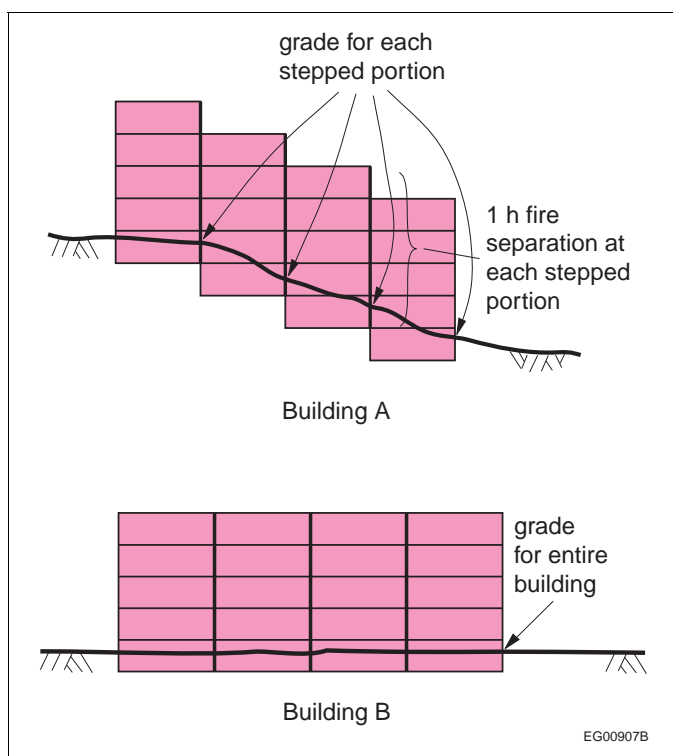 grade for each
stepped portion
1 h fire
separation at
each stepped
portion
Building A
grade
for entire
building
Building B
EG00907B